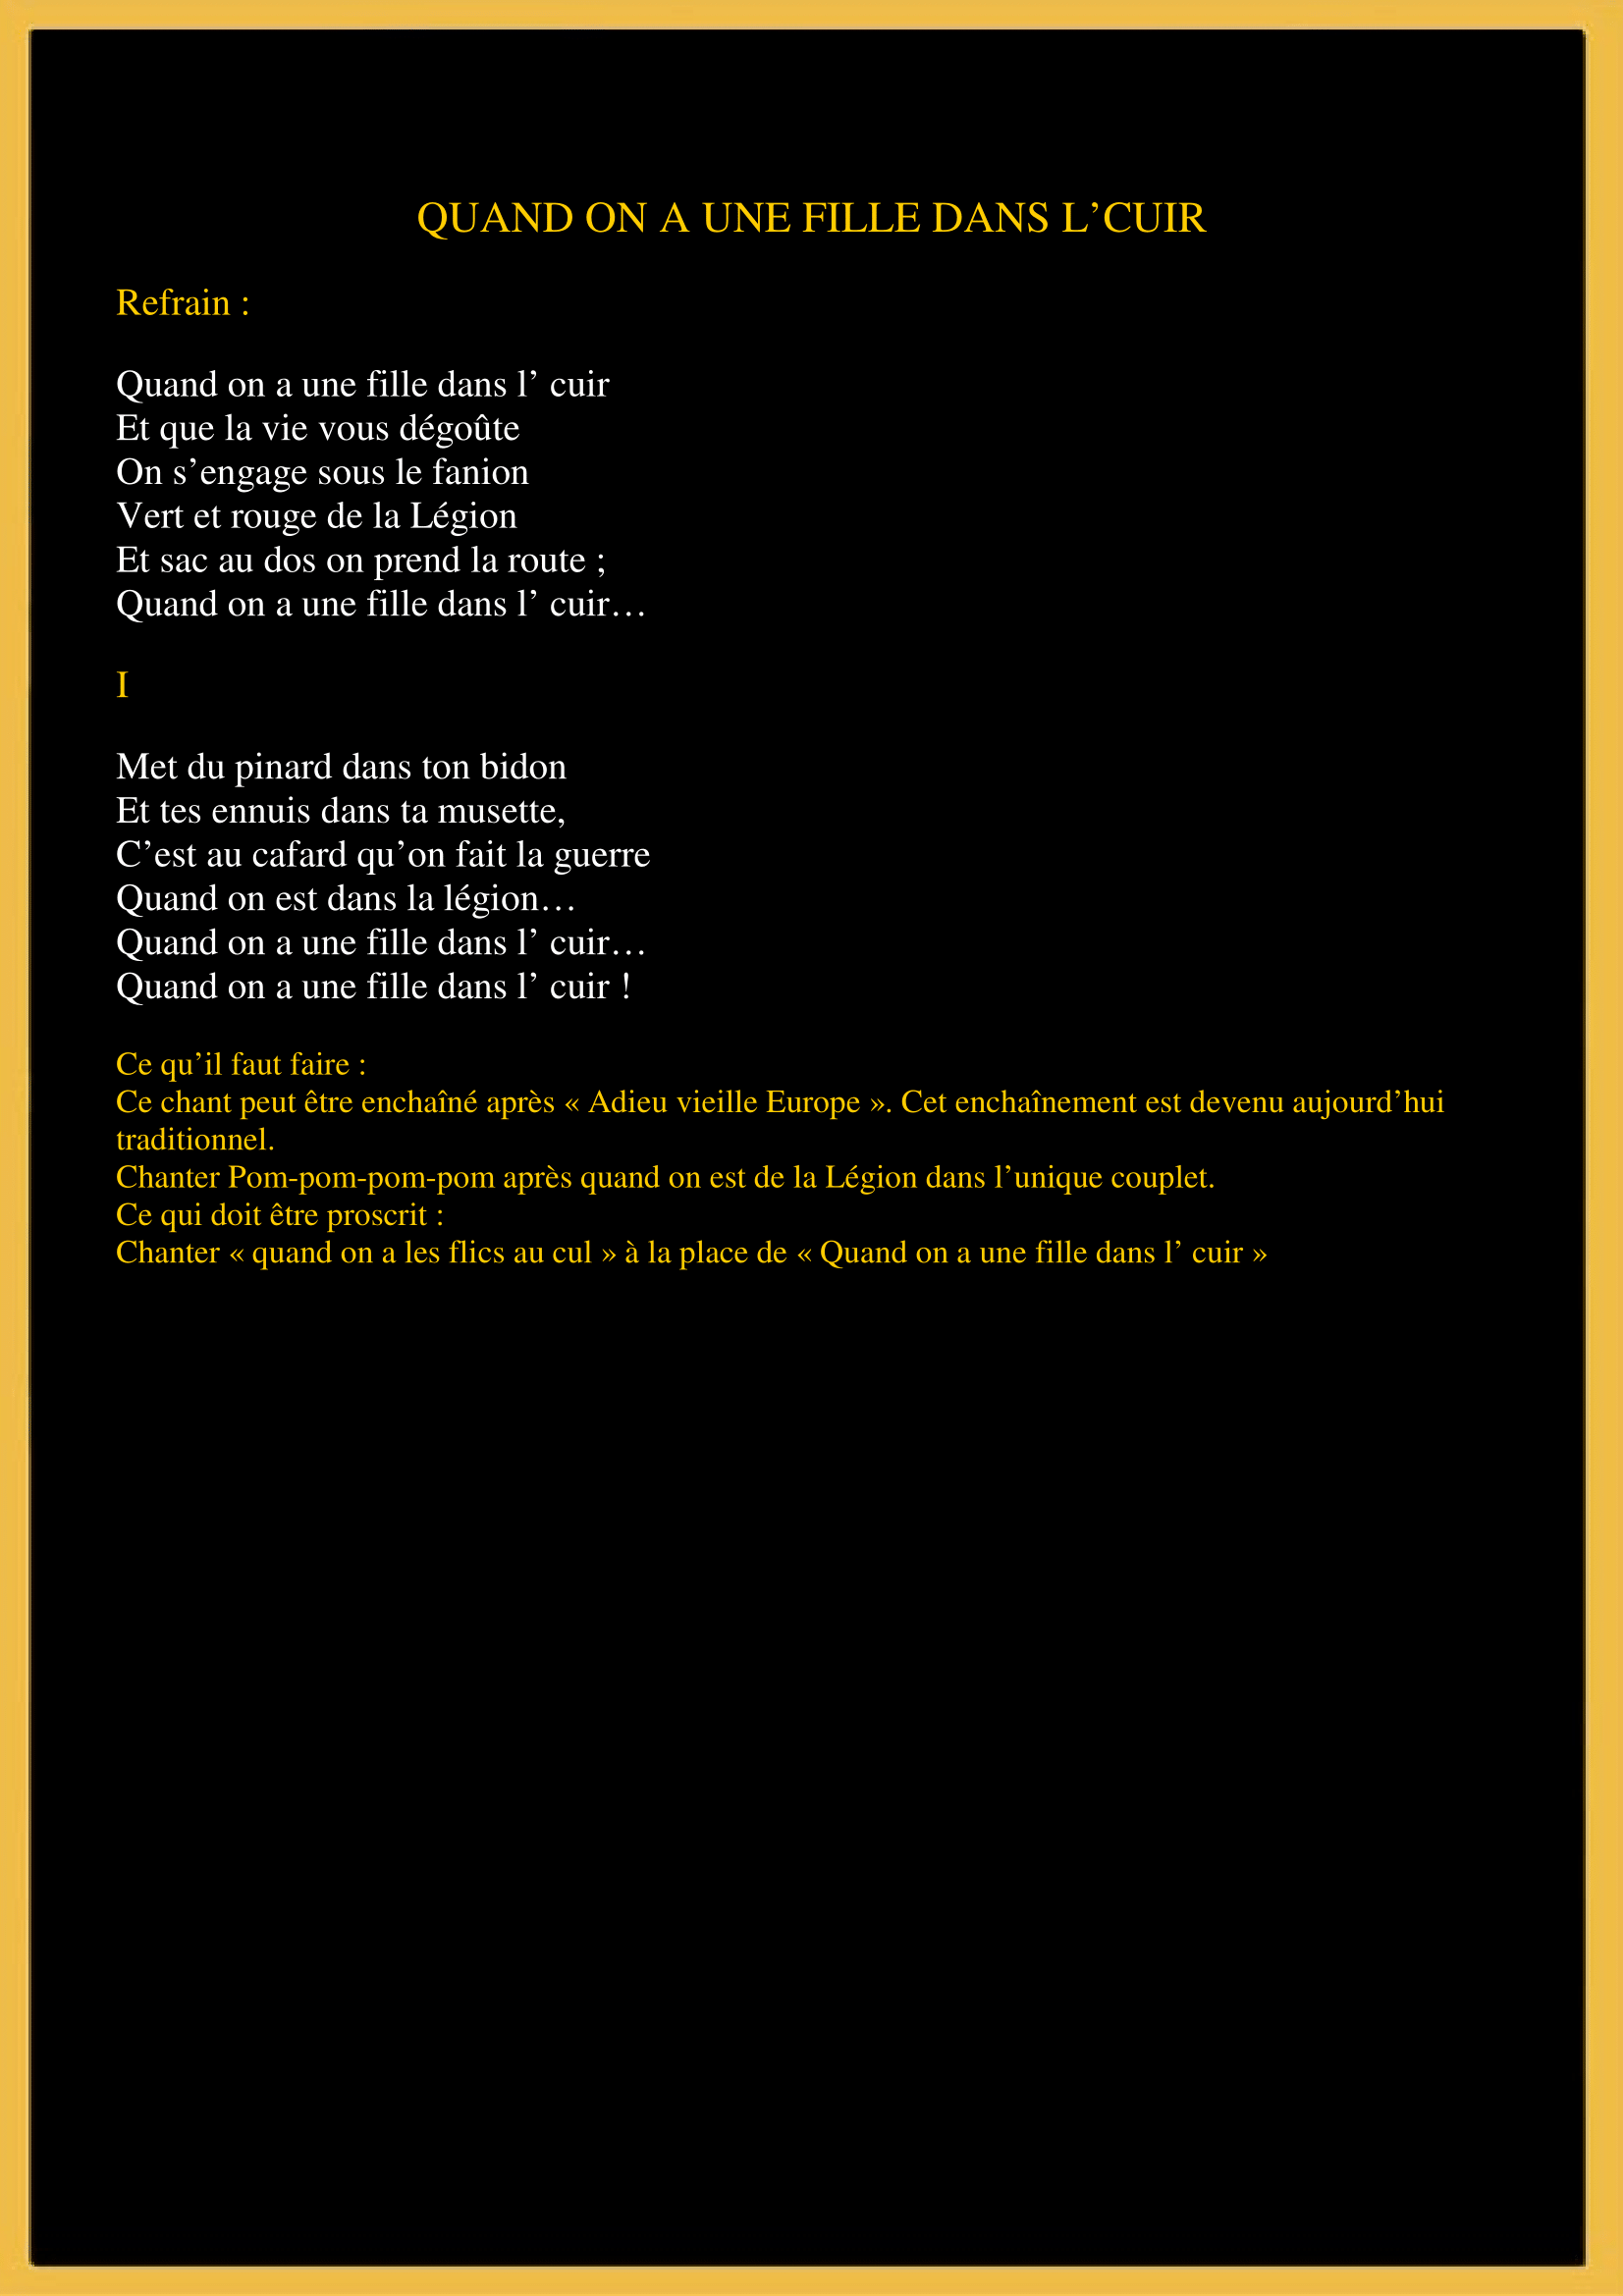 QUAND ON A UNE FILLE DANS L’CUIR
Refrain :
Quand on a une fille dans l’ cuir
Et que la vie vous dégoûte
On s’engage sous le fanion
Vert et rouge de la Légion
Et sac au dos on prend la route ;
Quand on a une fille dans l’ cuir…
I
Met du pinard dans ton bidon
Et tes ennuis dans ta musette,
C’est au cafard qu’on fait la guerre
Quand on est dans la légion…
Quand on a une fille dans l’ cuir…
Quand on a une fille dans l’ cuir !
Ce qu’il faut faire :
Ce chant peut être enchaîné après « Adieu vieille Europe ». Cet enchaînement est devenu aujourd’hui
traditionnel.
Chanter Pom-pom-pom-pom après quand on est de la Légion dans l’unique couplet.
Ce qui doit être proscrit :
Chanter « quand on a les flics au cul » à la place de « Quand on a une fille dans l’ cuir »